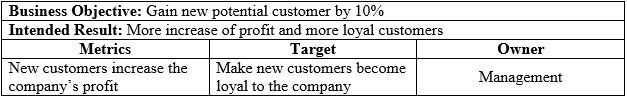 Business Objective: Gain new potential customer by 10%
Intended Result: More increase of profit and more loyal customers
Metrics Target Owner
New customers increase the company's profit
Make new customers become loyal to the company
Management